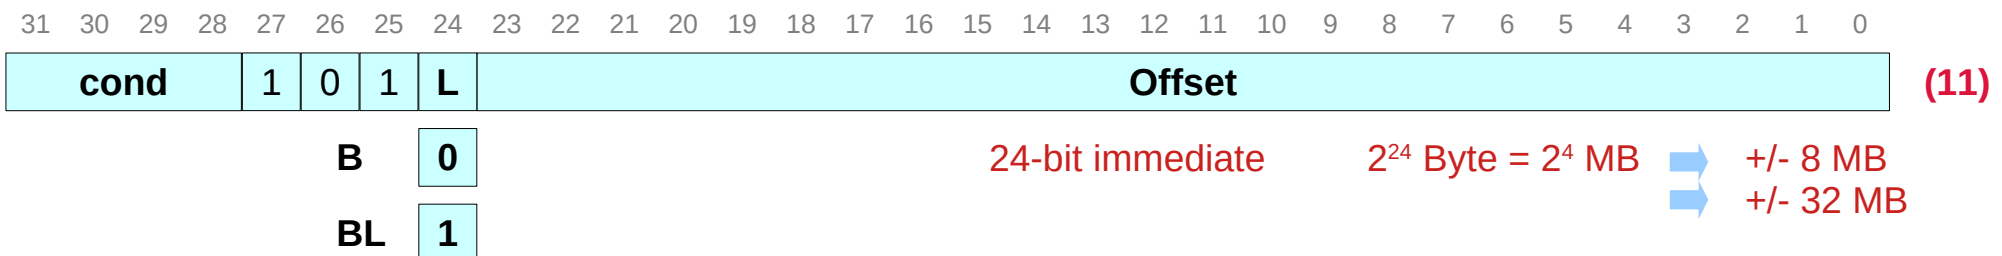 31 30 29 28 27 26 25 24 23 22 21 20 19 18 17 16 15 14 13 12 11 10 9 8 7 6 5 4 3 2 1 0
cond 1 0 1 L Offset (11)
B 0 24-bit immediate 2²⁴ Byte = 2⁴ MB +/- 8 MB
+/- 32 MB
BL 1